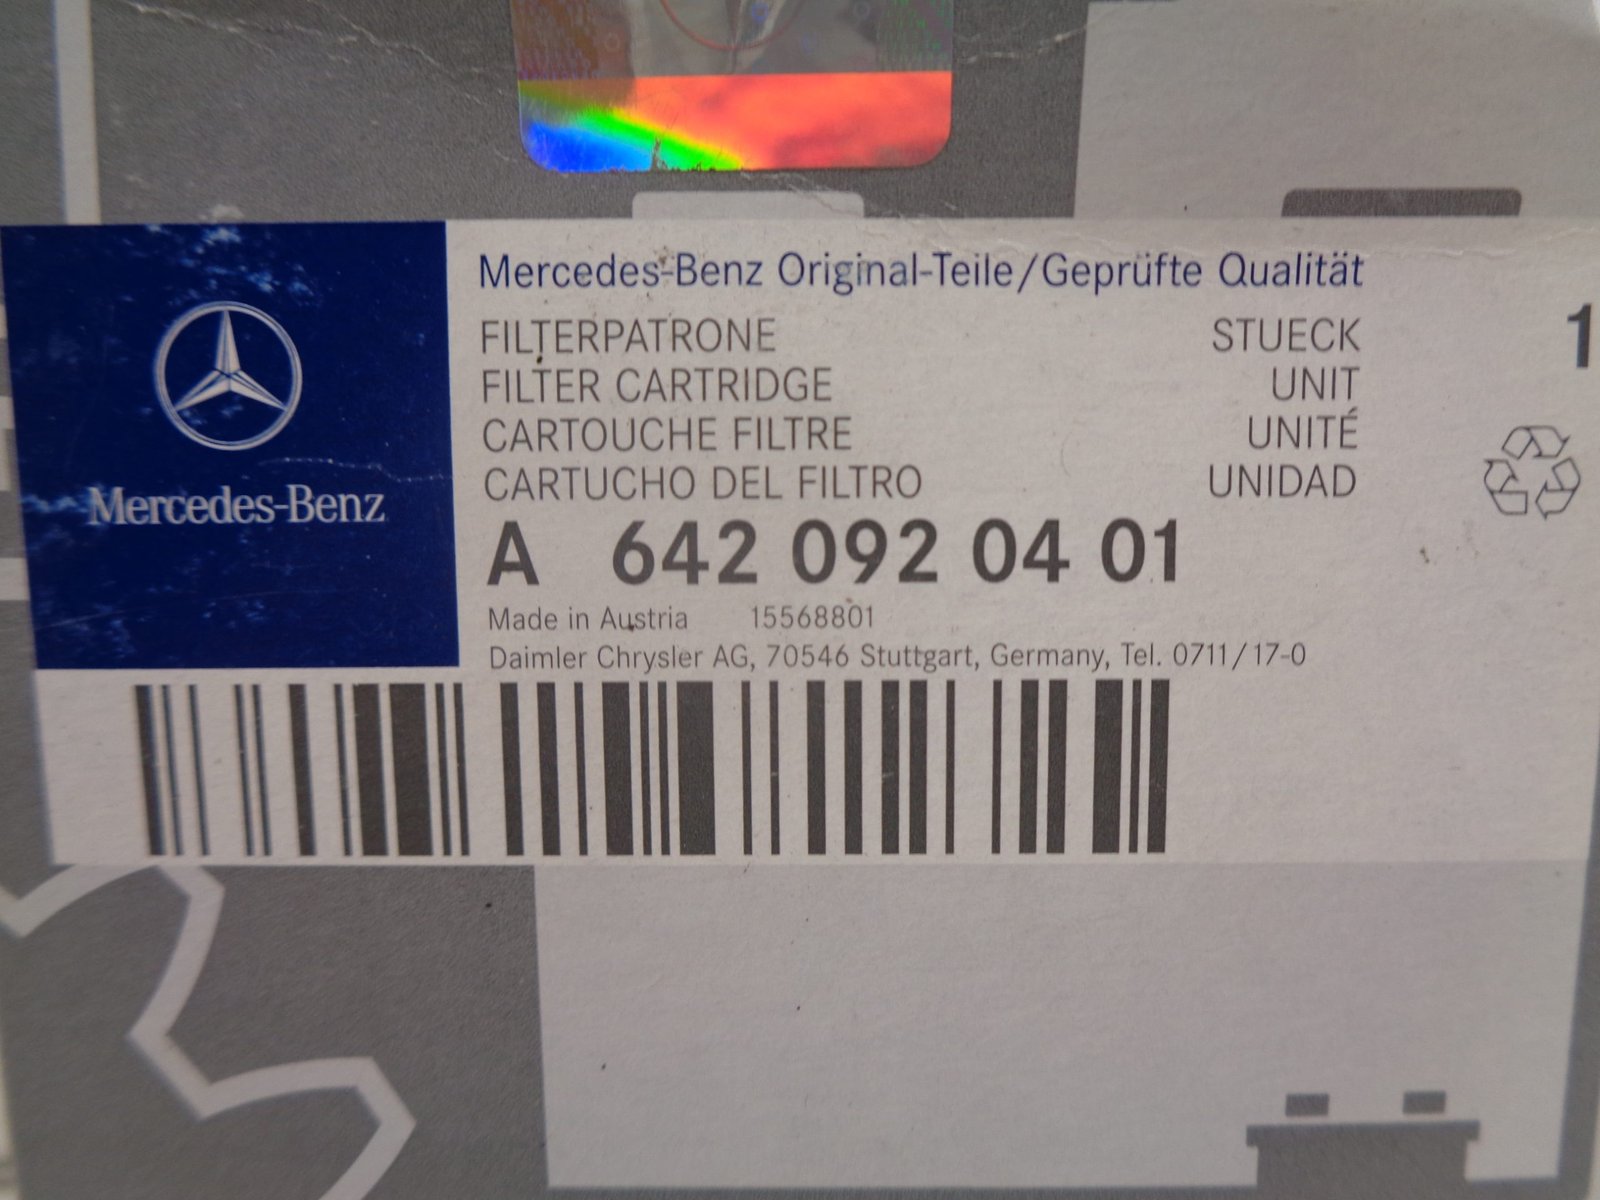 Mercedes-Benz
Mercedes-Benz Original-Teile/Geprüfte Qualität
FILTERPATRONE STUECK 1
FILTER CARTRIDGE UNIT
CARTOUCHE FILTRE UNITÉ
CARTUCHO DEL FILTRO UNIDAD
A 642 092 04 01
Made in Austria 15568801
Daimler Chrysler AG, 70546 Stuttgart, Germany, Tel. 0711/17-0